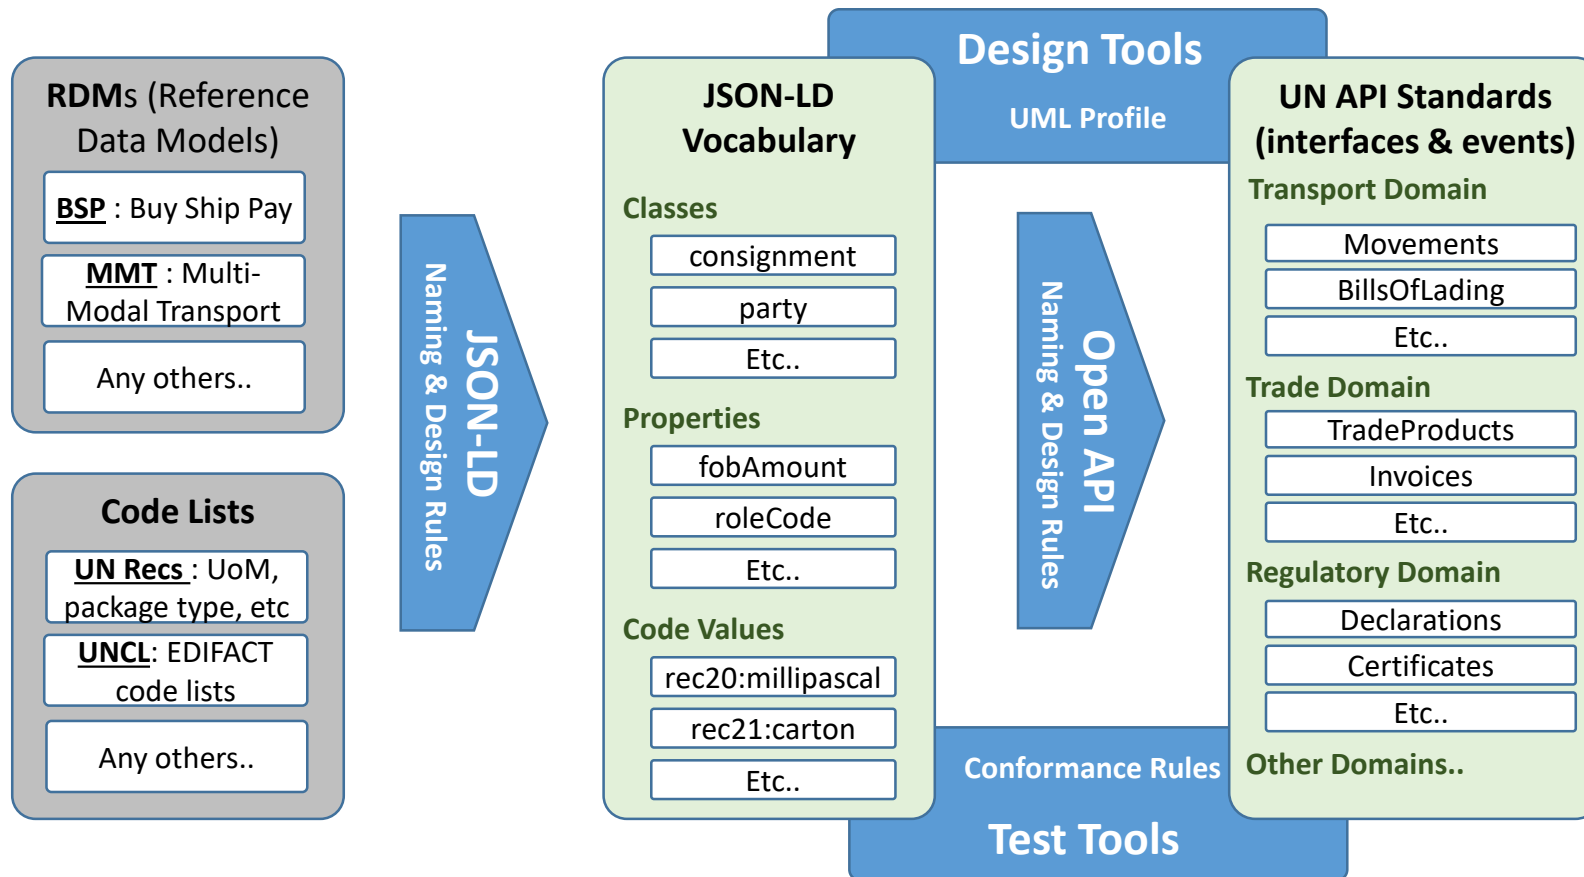 RDMs (Reference
Data Models)
BSP : Buy Ship Pay
MMT : Multi-
Modal Transport
Any others..
Code Lists
UN Recs : UoM,
package type, etc
UNCL: EDIFACT
code lists
Any others..
JSON-LD
Naming & Design Rules
JSON-LD
Vocabulary
Classes
consignment
party
Etc..
Properties
fobAmount
roleCode
Etc..
Code Values
rec20:millipascal
rec21:carton
Etc..
Design Tools
UML Profile
Open API
Naming & Design Rules
Conformance Rules
Test Tools
UN API Standards
(interfaces & events)
Transport Domain
Movements
BillsOfLading
Etc..
Trade Domain
TradeProducts
Invoices
Etc..
Regulatory Domain
Declarations
Certificates
Etc..
Other Domains..